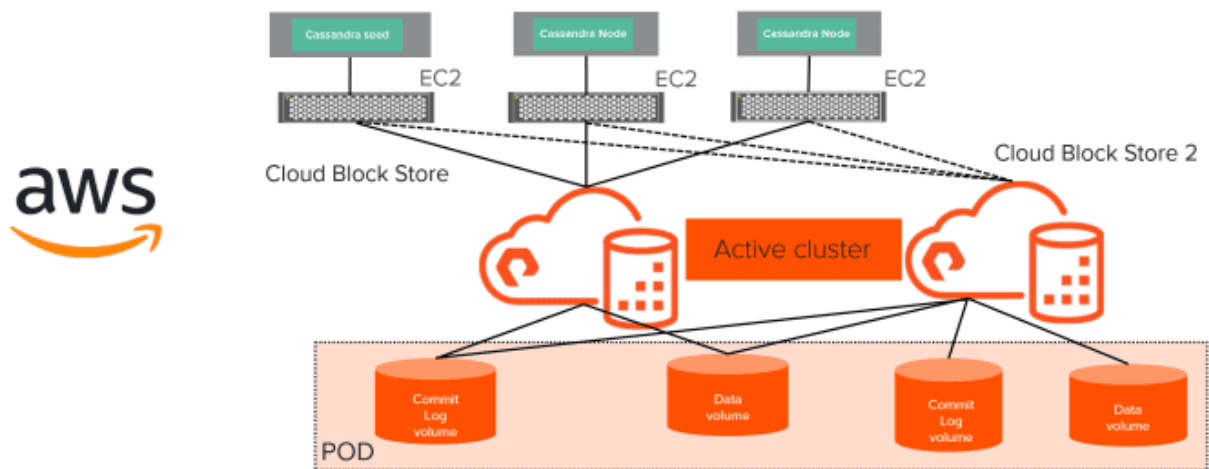 Cassandra seed
Cassandra Node
Cassandra Node
EC2
EC2
EC2
aws
Cloud Block Store
Cloud Block Store 2
Active cluster
Commit
Log
volume
Data
volume
Commit
Log
volume
Data
volume
POD